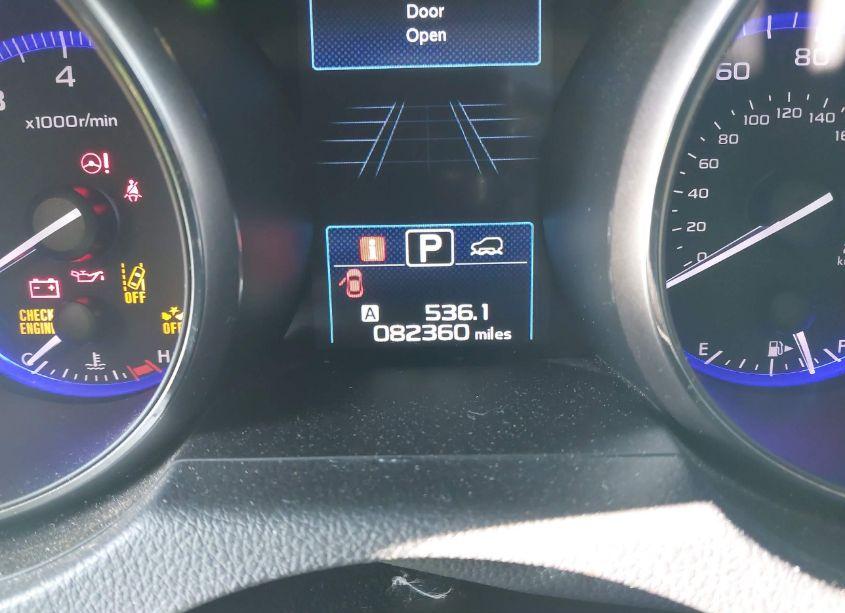 Door
Open
4
x1000r/min
OFF
CHECK
ENGINE
OFF
C
H
i
P
A 536.1
082360 miles
60
80
0
20
40
60
80
100
120
140
E
F